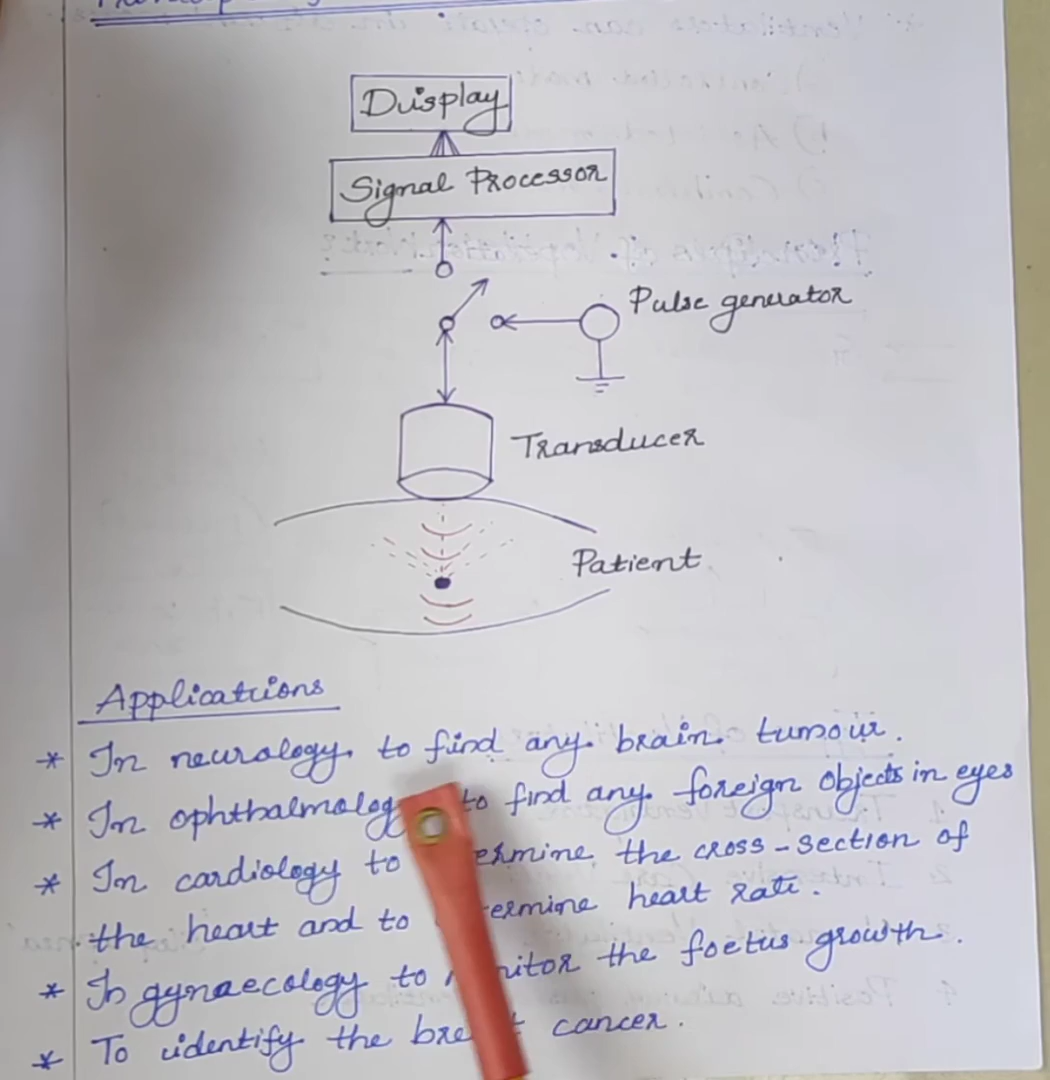 Display
Signal Processor
Pulse generator
Transducer
Patient
Applications
* In neurology to find any brain tumour.
* In ophthalmolog to find any foreign objects in eyes
* In cardiology to ermine the cross-section of
the heart and to termine heart rate.
* In gynaecology to nitor the foetus growth.
* To identify the bre t cancer.